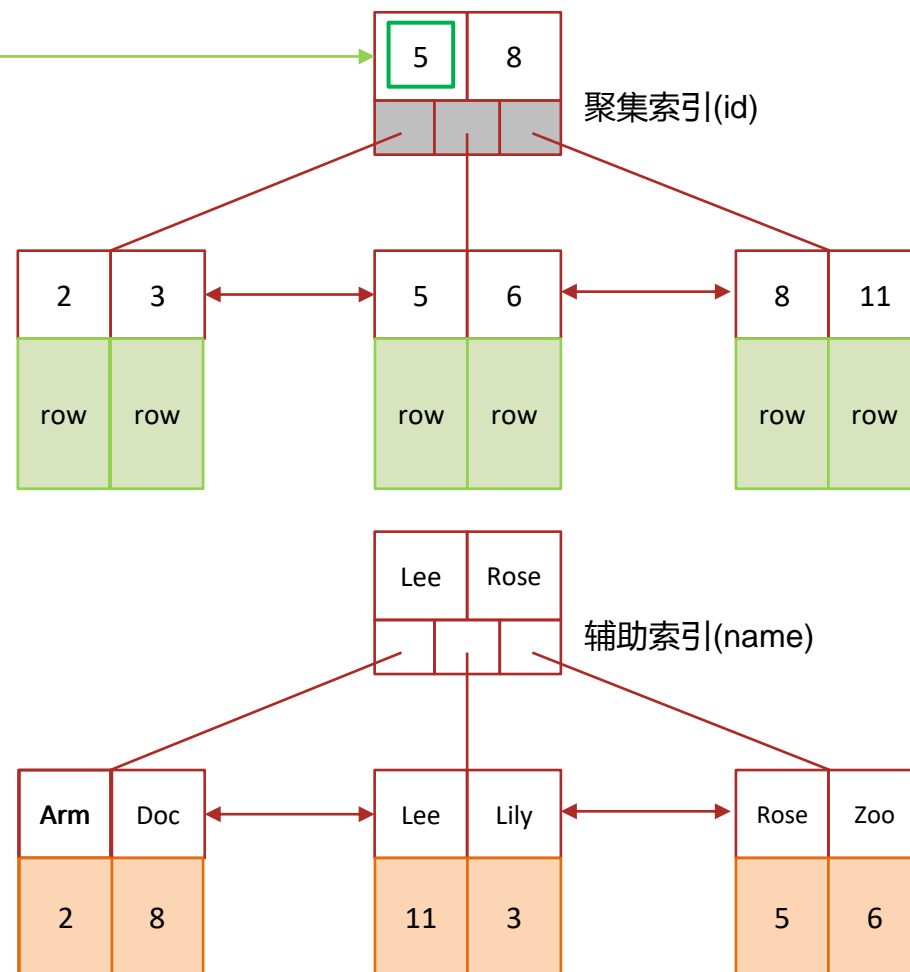 5 8
聚集索引(id)
2 3 5 6 8 11
row row row row row row
Lee Rose
辅助索引(name)
Arm Doc Lee Lily Rose Zoo
2 8 11 3 5 6